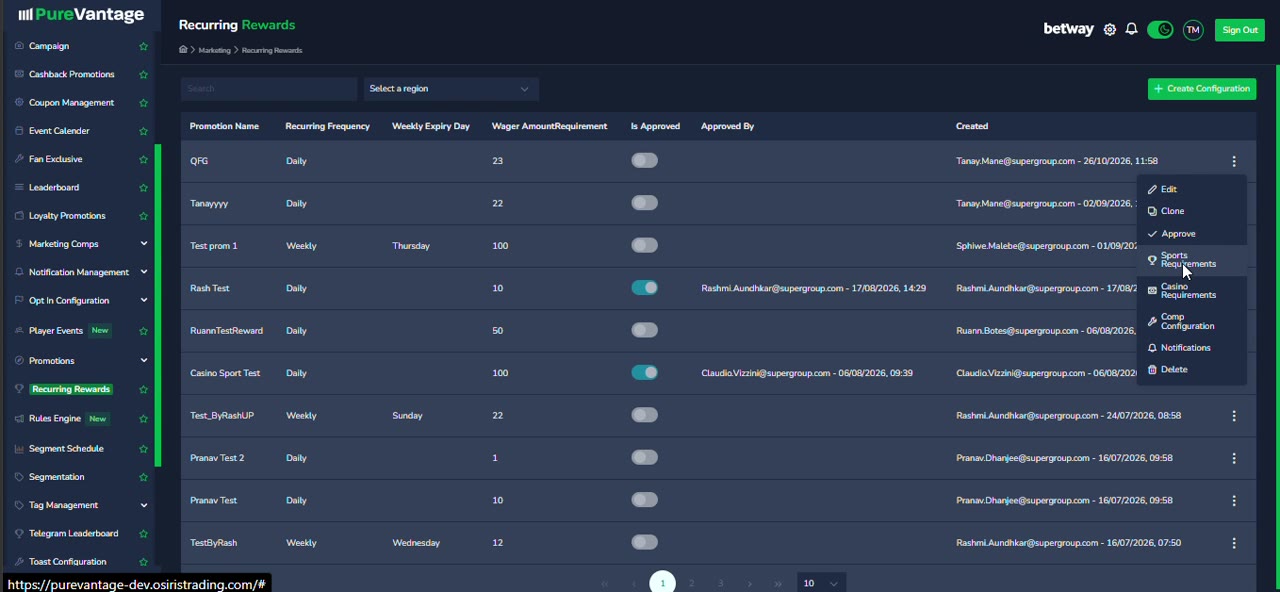 PureVantage
Campaign
Cashback Promotions
Coupon Management
Event Calender
Fan Exclusive
Leaderboard
Loyalty Promotions
Marketing Comps
Notification Management
Opt In Configuration
Player Events New
Promotions
Recurring Rewards
Rules Engine New
Segment Schedule
Segmentation
Tag Management
Telegram Leaderboard
Toast Configuration
https://purevantage-dev.osiristrading.com/#
Recurring Rewards
Marketing > Recurring Rewards
betway TM Sign Out
Search Select a region + Create Configuration
Promotion Name Recurring Frequency Weekly Expiry Day Wager AmountRequirement Is Approved Approved By Created
QFG Daily 23 Tanay.Mane@supergroup.com - 26/10/2026, 11:58
Tanayyyy Daily 22 Tanay.Mane@supergroup.com - 02/09/2026,
Test prom 1 Weekly Thursday 100 Sphiwe.Malebe@supergroup.com - 01/09/202
Rash Test Daily 10 Rashmi.Aundhkar@supergroup.com - 17/08/2026, 14:29 Rashmi.Aundhkar@supergroup.com - 17/08/2
RuannTestReward Daily 50 Ruann.Botes@supergroup.com - 06/08/2026,
Casino Sport Test Daily 100 Claudio.Vizzini@supergroup.com - 06/08/2026, 09:39 Claudio.Vizzini@supergroup.com - 06/08/202
Test_ByRashUP Weekly Sunday 22 Rashmi.Aundhkar@supergroup.com - 24/07/2026, 08:58
Pranav Test 2 Daily 1 Pranav.Dhanjee@supergroup.com - 16/07/2026, 09:58
Pranav Test Daily 10 Pranav.Dhanjee@supergroup.com - 16/07/2026, 09:58
TestByRash Weekly Wednesday 12 Rashmi.Aundhkar@supergroup.com - 16/07/2026, 07:50
Edit
Clone
Approve
Sports
Requirements
Casino
Requirements
Comp
Configuration
Notifications
Delete
« ‹ 1 2 3 › » 10